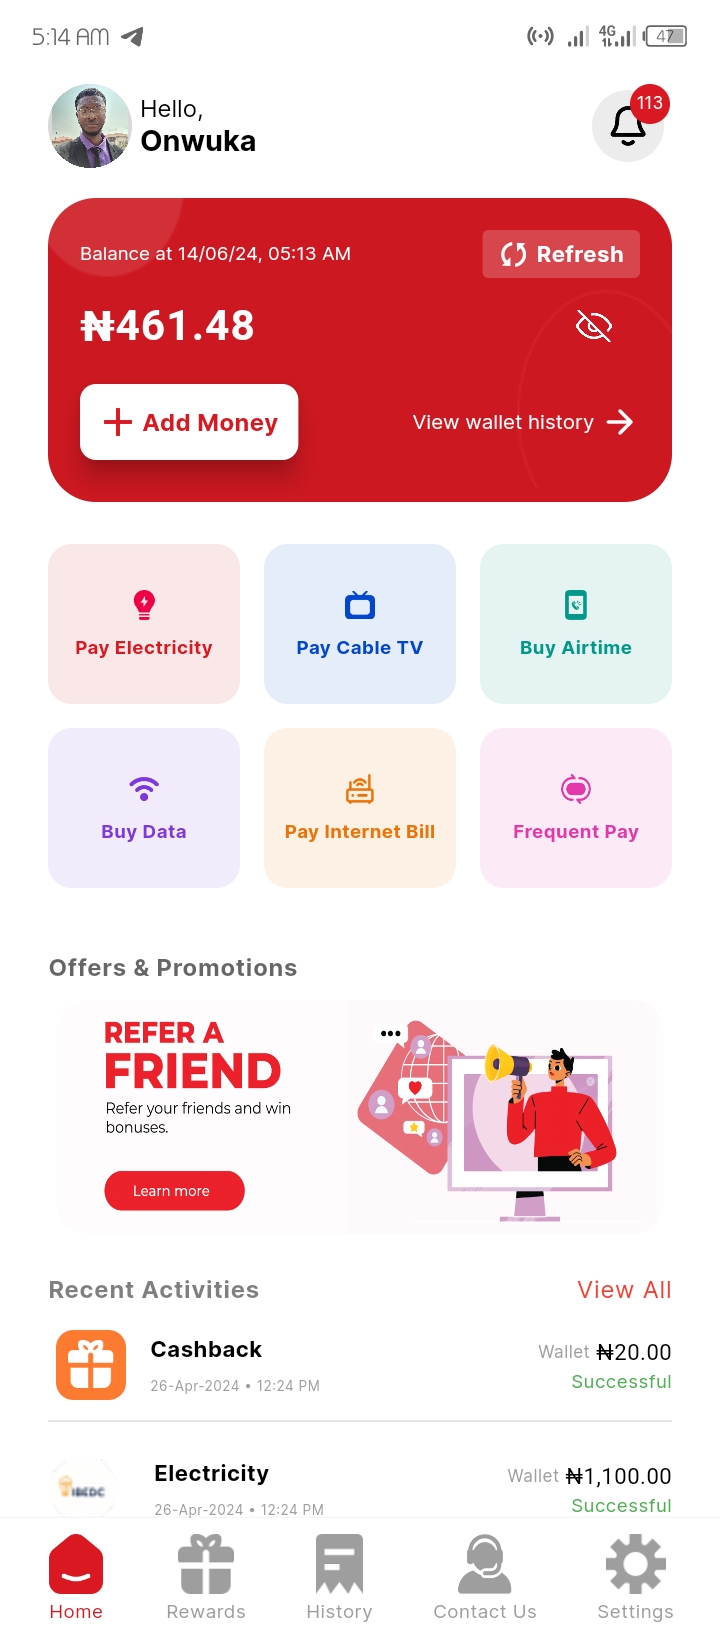 5:14 AM
4G
47
Hello,
Onwuka
113
Balance at 14/06/24, 05:13 AM
Refresh
₦461.48
Add Money
View wallet history
Pay Electricity
Pay Cable TV
Buy Airtime
Buy Data
Pay Internet Bill
Frequent Pay
Offers & Promotions
REFER A
FRIEND
Refer your friends and win
bonuses.
Learn more
Recent Activities
View All
Cashback
Wallet ₦20.00
26-Apr-2024 • 12:24 PM
Successful
IBEDC
Electricity
Wallet ₦1,100.00
26-Apr-2024 • 12:24 PM
Successful
Home
Rewards
History
Contact Us
Settings